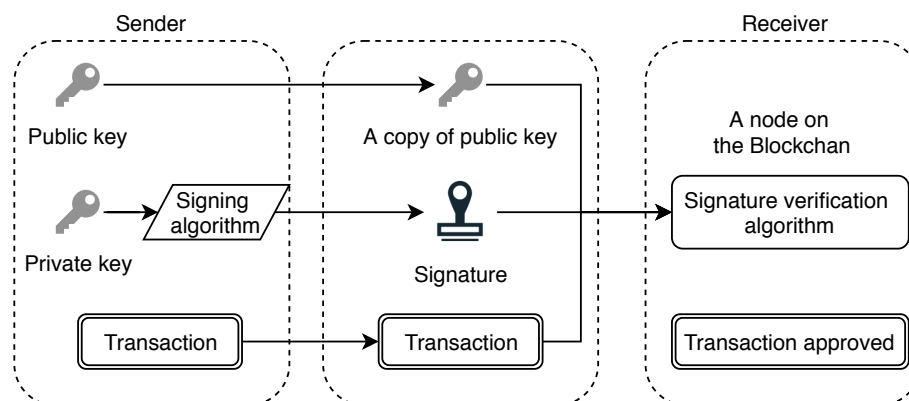 Sender
Receiver
Public key
A copy of public key
A node on
the Blockchan
Signing
algorithm
Signature verification
algorithm
Private key
Signature
Transaction
Transaction
Transaction approved